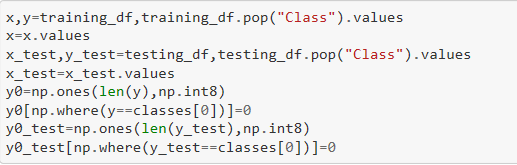 x,y=training_df,training_df.pop("Class").values
x=x.values
x_test,y_test=testing_df,testing_df.pop("Class").values
x_test=x_test.values
y0=np.ones(len(y),np.int8)
y0[np.where(y==classes[0])]=0
y0_test=np.ones(len(y_test),np.int8)
y0_test[np.where(y_test==classes[0])]=0